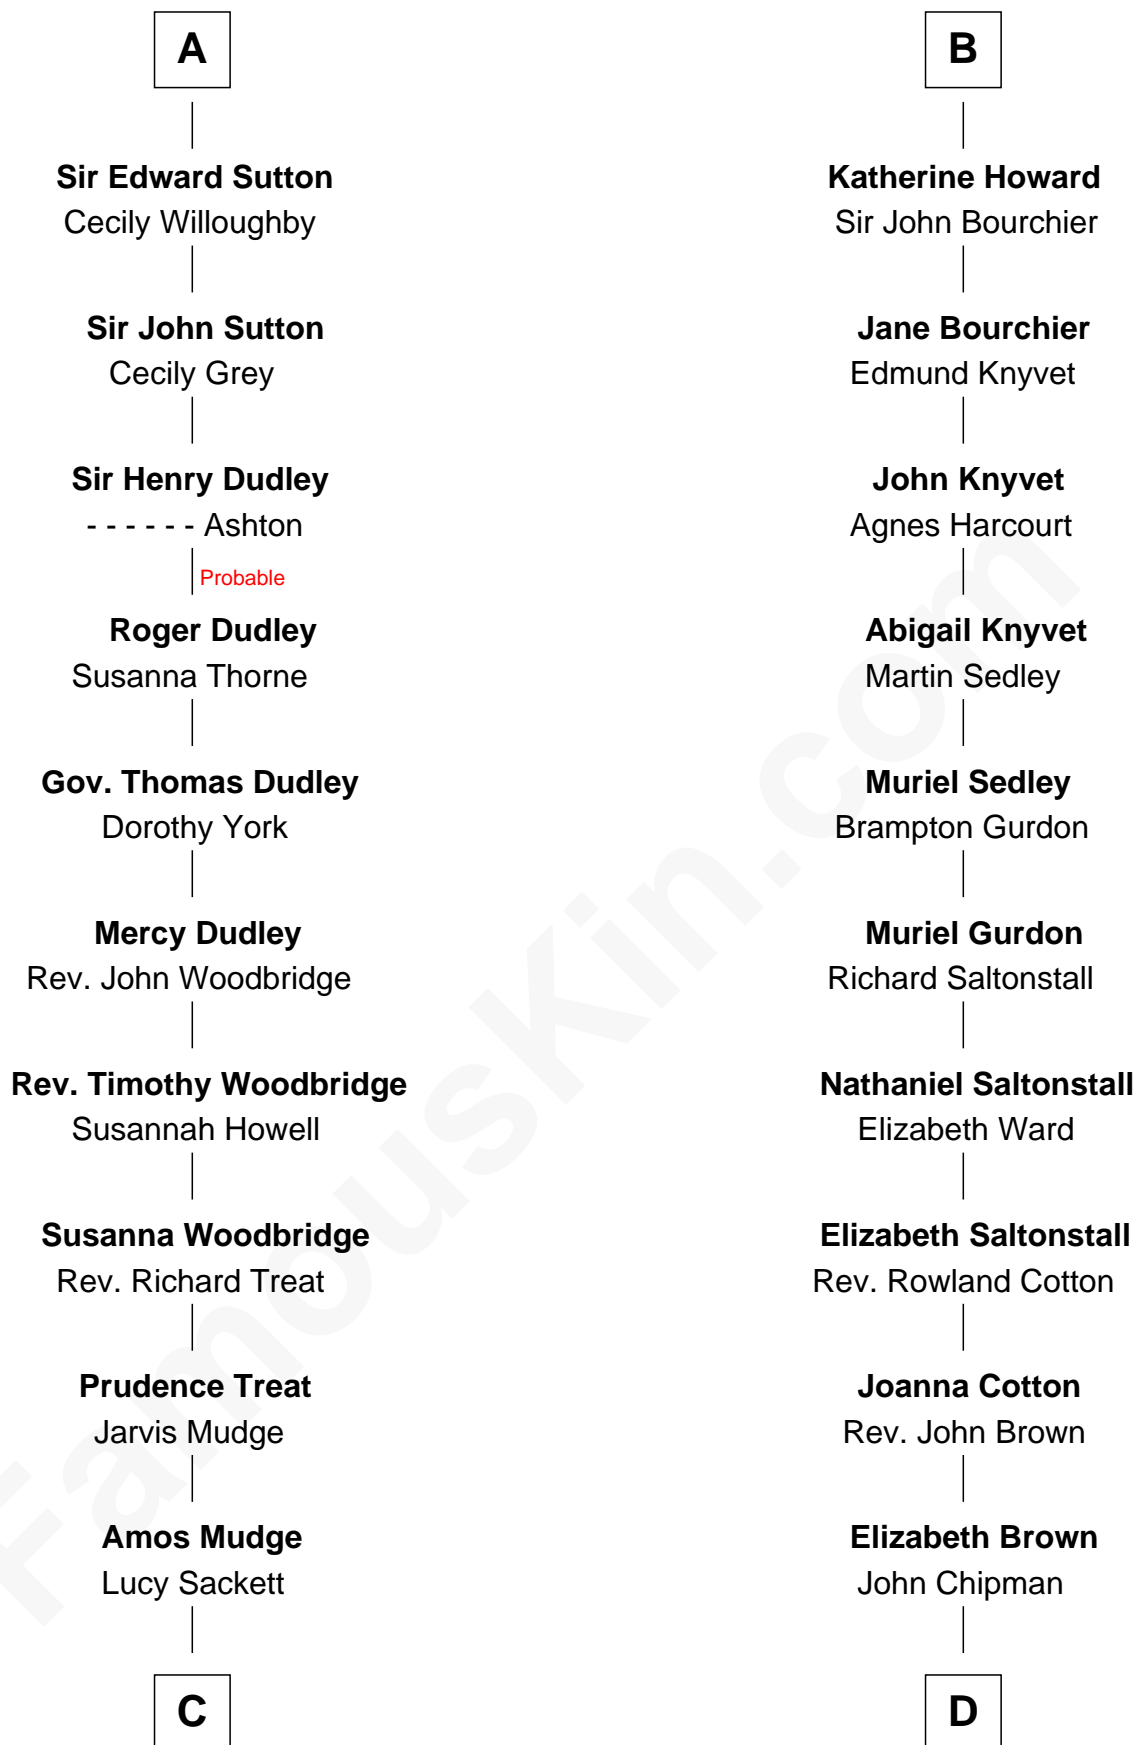 A
Sir Edward Sutton
Cecily Willoughby
Sir John Sutton
Cecily Grey
Sir Henry Dudley
- - - - - - Ashton
Probable
Roger Dudley
Susanna Thorne
Gov. Thomas Dudley
Dorothy York
Mercy Dudley
Rev. John Woodbridge
Rev. Timothy Woodbridge
Susannah Howell
Susanna Woodbridge
Rev. Richard Treat
Prudence Treat
Jarvis Mudge
Amos Mudge
Lucy Sackett
C
B
Katherine Howard
Sir John Bourchier
Jane Bourchier
Edmund Knyvet
John Knyvet
Agnes Harcourt
Abigail Knyvet
Martin Sedley
Muriel Sedley
Brampton Gurdon
Muriel Gurdon
Richard Saltonstall
Nathaniel Saltonstall
Elizabeth Ward
Elizabeth Saltonstall
Rev. Rowland Cotton
Joanna Cotton
Rev. John Brown
Elizabeth Brown
John Chipman
D
FamousKin.com